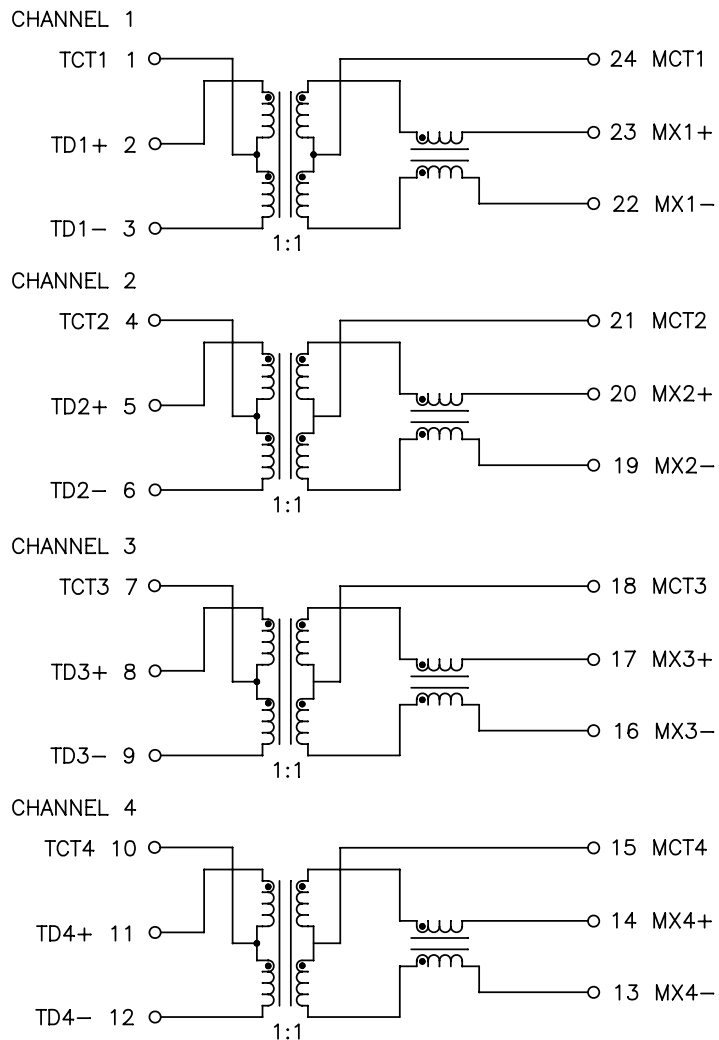 CHANNEL 1
TCT1 1 24 MCT1
TD1+ 2 23 MX1+
TD1- 3 22 MX1-
1:1
CHANNEL 2
TCT2 4 21 MCT2
TD2+ 5 20 MX2+
TD2- 6 19 MX2-
1:1
CHANNEL 3
TCT3 7 18 MCT3
TD3+ 8 17 MX3+
TD3- 9 16 MX3-
1:1
CHANNEL 4
TCT4 10 15 MCT4
TD4+ 11 14 MX4+
TD4- 12 13 MX4-
1:1